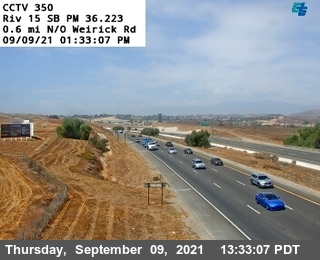 CCTV 350
Riv 15 SB PM 36.223
0.6 mi N/O Weirick Rd
09/09/21 01:33:07 PM
Thursday, September 09, 2021 13:33:07 PDT